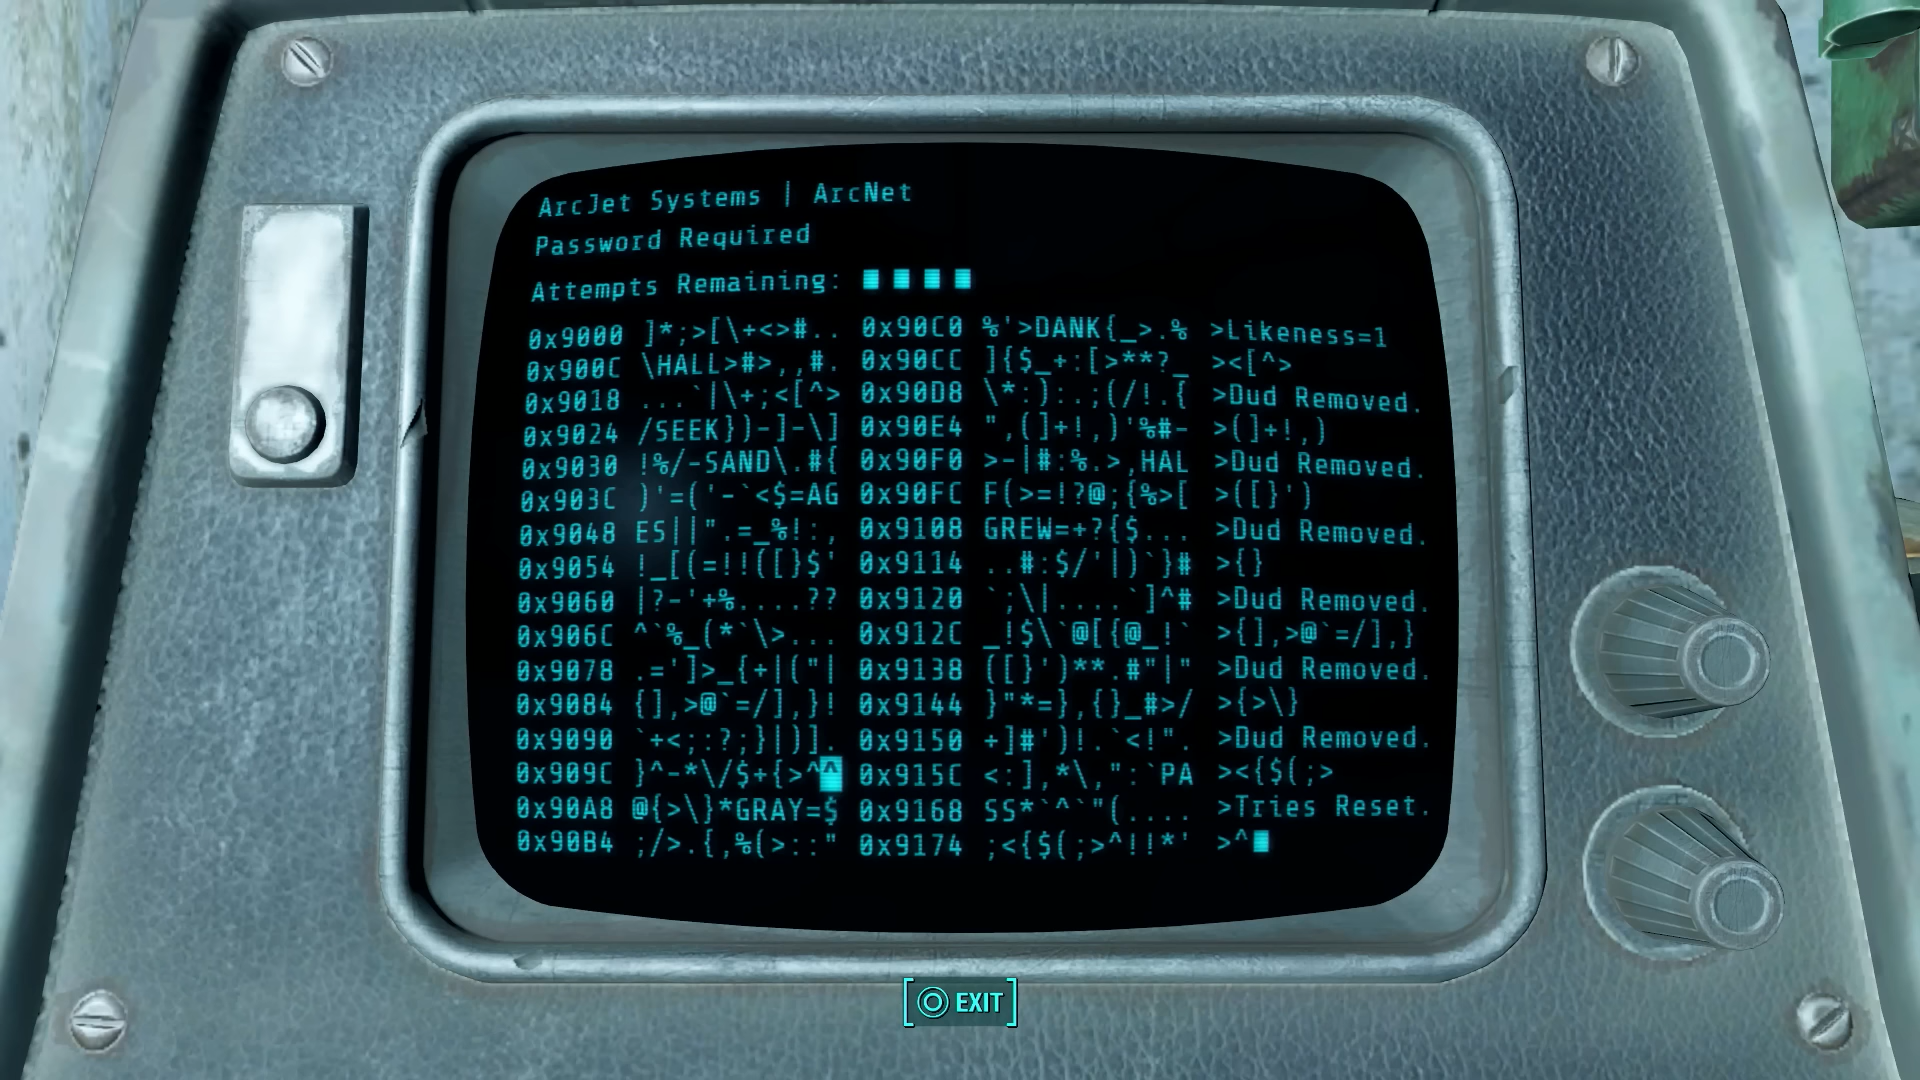 ArcJet Systems | ArcNet
Password Required
Attempts Remaining: ■ ■ ■ ■
0x9000 ]*;>[\+<>#.. 0x90C0 %'>DANK{_>.% >Likeness=1
0x900C \HALL>#>,,#. 0x90CC ]{$_+:[>**?_ ><[^>
0x9018 ...`|\+;<[^> 0x90D8 \*:):.;(/!.{ >Dud Removed.
0x9024 /SEEK})-]-\] 0x90E4 ",(]+!,)'%#- >(]+!,)
0x9030 !%/-SAND\.#{ 0x90F0 >-|#:%.>,HAL >Dud Removed.
0x903C )'=('-`<$=AG 0x90FC F(>=!?@;{%>[ >([}')
0x9048 ES||".=_%!:, 0x9108 GREW=+?{$... >Dud Removed.
0x9054 !_[(=!!([}$' 0x9114 ..#:$/'|)`}# >{}
0x9060 |?-'+%....?? 0x9120 `;\|....`]^# >Dud Removed.
0x906C ^`%_(*`\>... 0x912C _!$\`@[{@_!` >{],>@`=/],}
0x9078 .=']>_{+|("| 0x9138 ([}')**.#"|" >Dud Removed.
0x9084 {],>@`=/],}! 0x9144 }"*=},{}_#>/ >{>\}
0x9090 `+<;:?;}|)]. 0x9150 +]#')!.`<!". >Dud Removed.
0x909C }^-*\/$+{>^^ 0x915C <:],*\,":`PA ><{$(;>
0x90A8 @{>\}*GRAY=$ 0x9168 SS*`^`"(.... >Tries Reset.
0x90B4 ;/>.{,%(>::" 0x9174 ;<{$(;>^!!*' >^■
EXIT